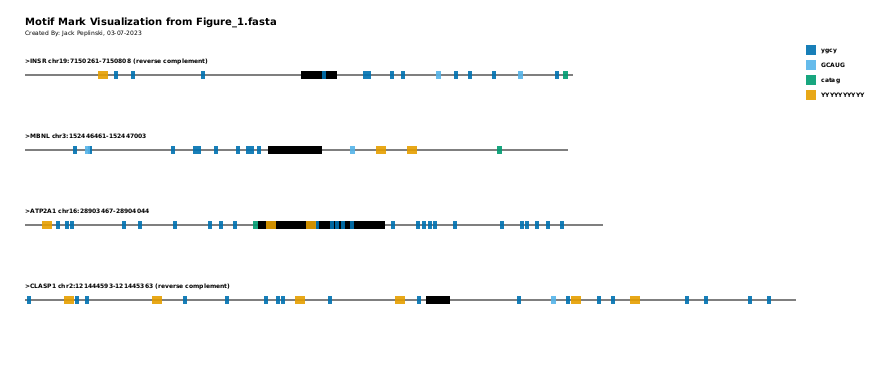 Motif Mark Visualization from Figure_1.fasta
Created By: Jack Peplinski, 03-07-2023
>INSR chr19:7150261-7150808 (reverse complement)
ygcy
GCAUG
catag
YYYYYYYYYY
>MBNL chr3:152446461-152447003
>ATP2A1 chr16:28903467-28904044
>CLASP1 chr2:121444593-121445363 (reverse complement)